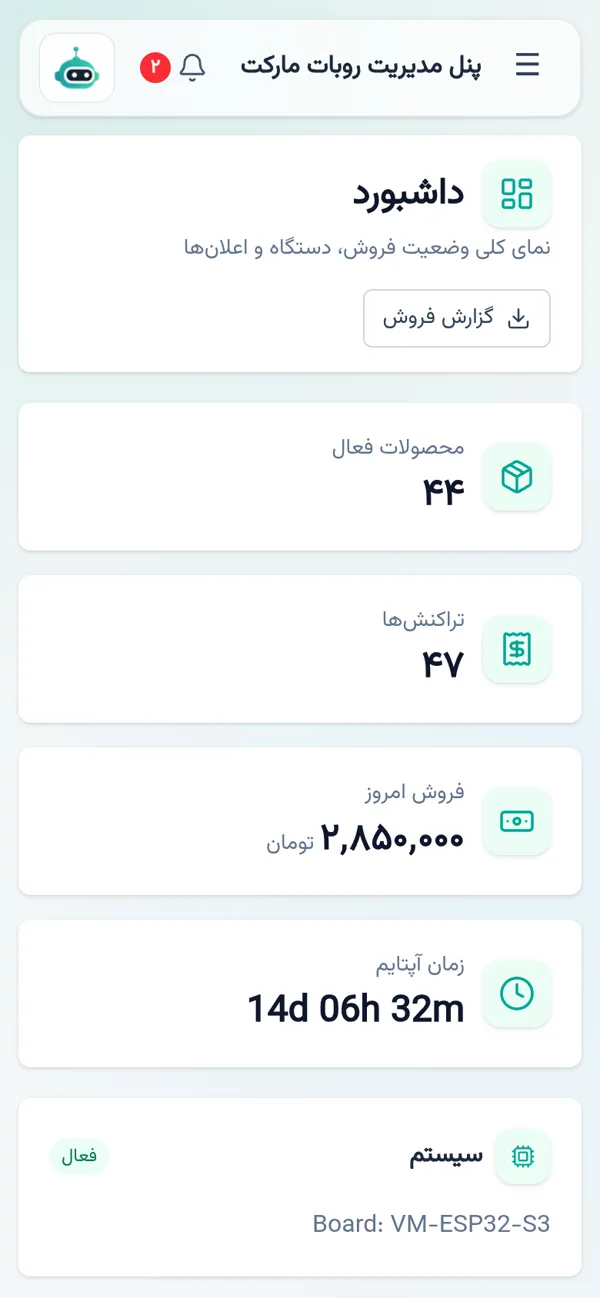 پنل مدیریت روبات مارکت
۲
داشبورد
نمای کلی وضعیت فروش، دستگاه و اعلان‌ها
گزارش فروش
محصولات فعال
۴۴
تراکنش‌ها
۴۷
فروش امروز
۲,۸۵۰,۰۰۰ تومان
زمان آپتایم
14d 06h 32m
سیستم
فعال
Board: VM-ESP32-S3